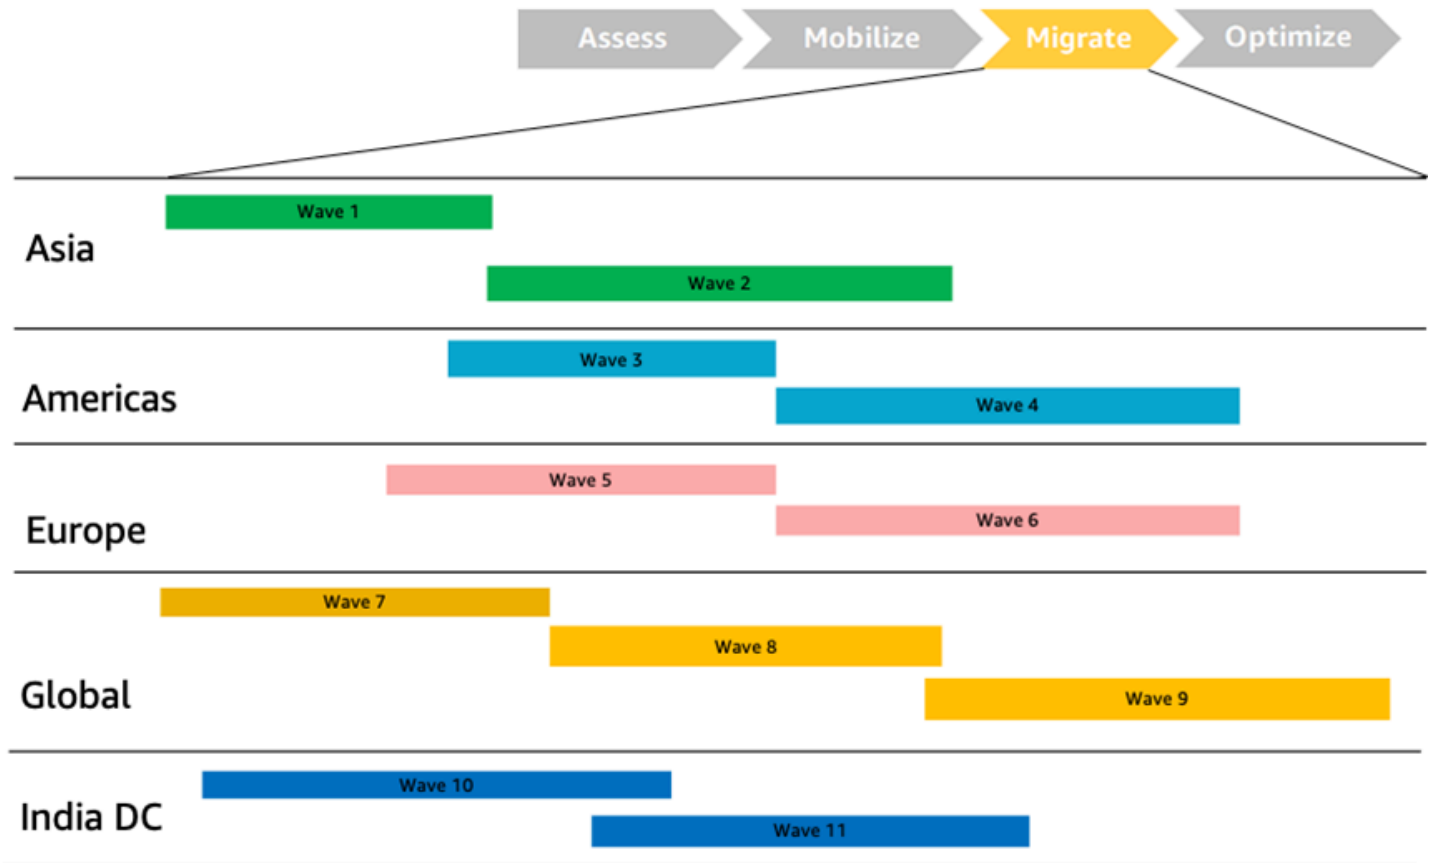 Assess
Mobilize
Migrate
Optimize
Asia
Wave 1
Wave 2
Americas
Wave 3
Wave 4
Europe
Wave 5
Wave 6
Global
Wave 7
Wave 8
Wave 9
India DC
Wave 10
Wave 11